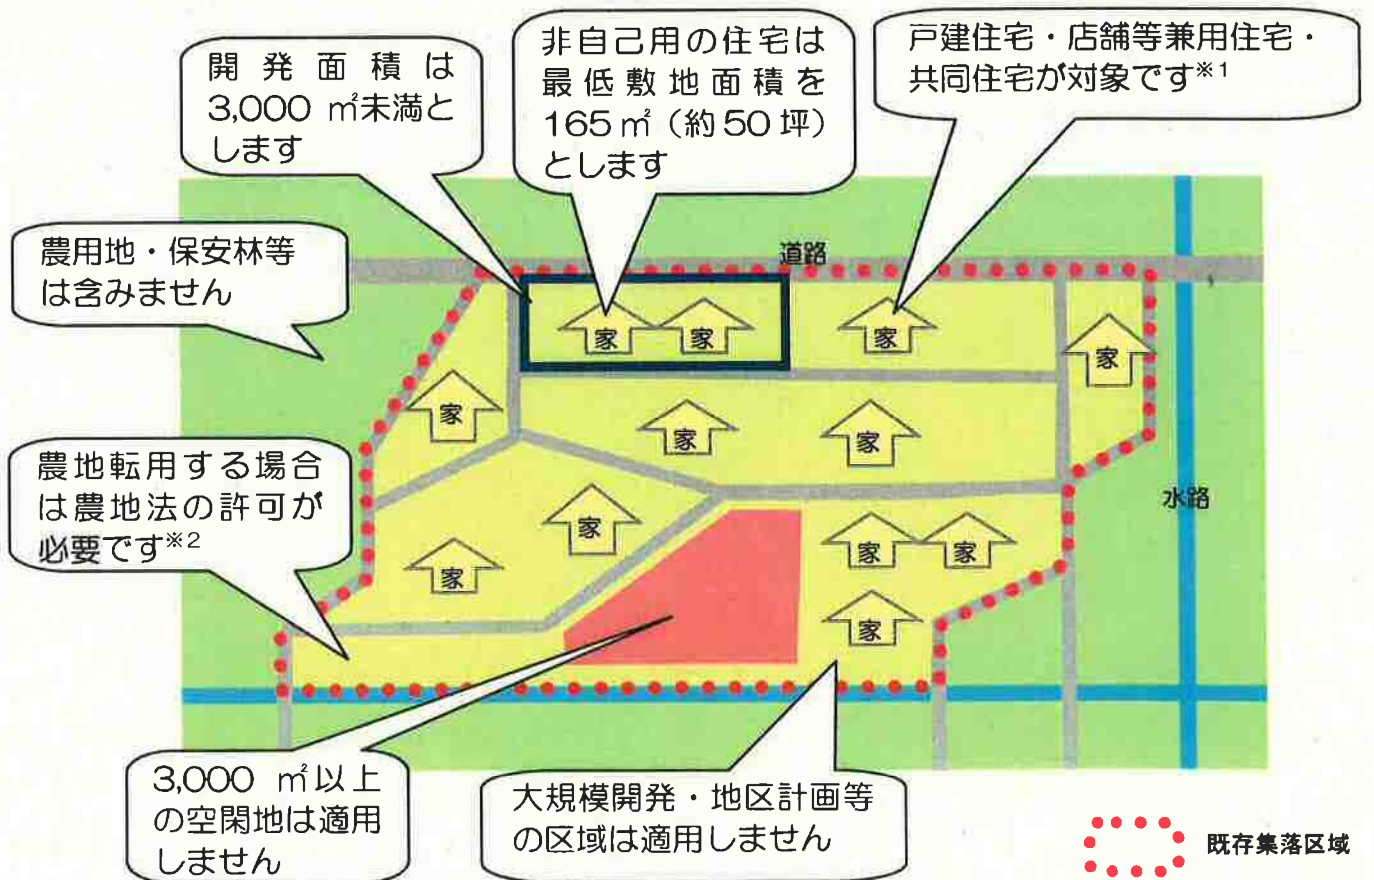 開発面積は
3,000 ㎡未満と
します
非自己用の住宅は
最低敷地面積を
165㎡（約50坪）
とします
戸建住宅・店舗等兼用住宅・
共同住宅が対象です※1
農用地・保安林等
は含みません
道路
家
家
家
家
家
家
家
農地転用する場合
は農地法の許可が
必要です※2
水路
家
家
家
家
家
3,000 ㎡以上
の空閑地は適用
しません
大規模開発・地区計画等
の区域は適用しません
既存集落区域